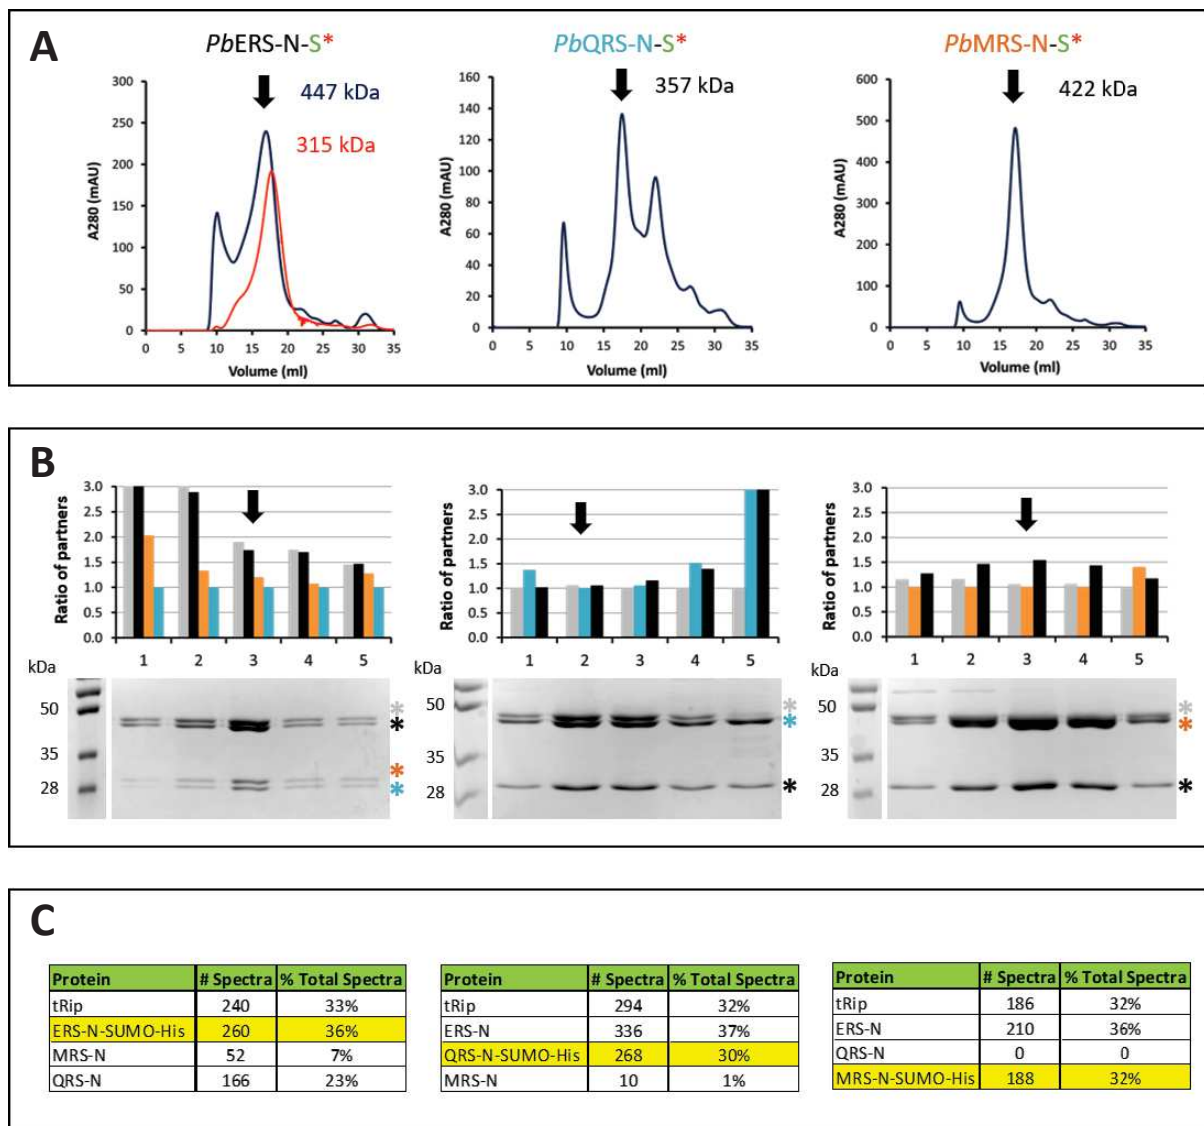 A
PbERS-N-S*
PbQRS-N-S*
PbMRS-N-S*
447 kDa
315 kDa
357 kDa
422 kDa
A280 (mAU)
300
250
200
150
100
50
0
0 5 10 15 20 25 30 35
Volume (ml)
A280 (mAU)
160
140
120
100
80
60
40
20
0
0 5 10 15 20 25 30 35
Volume (ml)
A280 (mAU)
600
500
400
300
200
100
0
0 5 10 15 20 25 30 35
Volume (ml)
B
Ratio of partners
3.0
2.5
2.0
1.5
1.0
0.5
0.0
1 2 3 4 5
kDa
50
35
28
*
*
*
*
Ratio of partners
3.0
2.5
2.0
1.5
1.0
0.5
0.0
1 2 3 4 5
kDa
50
35
28
*
*
*
Ratio of partners
3.0
2.5
2.0
1.5
1.0
0.5
0.0
1 2 3 4 5
kDa
50
35
28
*
*
*
C
Protein # Spectra % Total Spectra
tRip 240 33%
ERS-N-SUMO-His 260 36%
MRS-N 52 7%
QRS-N 166 23%
Protein # Spectra % Total Spectra
tRip 294 32%
ERS-N 336 37%
QRS-N-SUMO-His 268 30%
MRS-N 10 1%
Protein # Spectra % Total Spectra
tRip 186 32%
ERS-N 210 36%
QRS-N 0 0
MRS-N-SUMO-His 188 32%